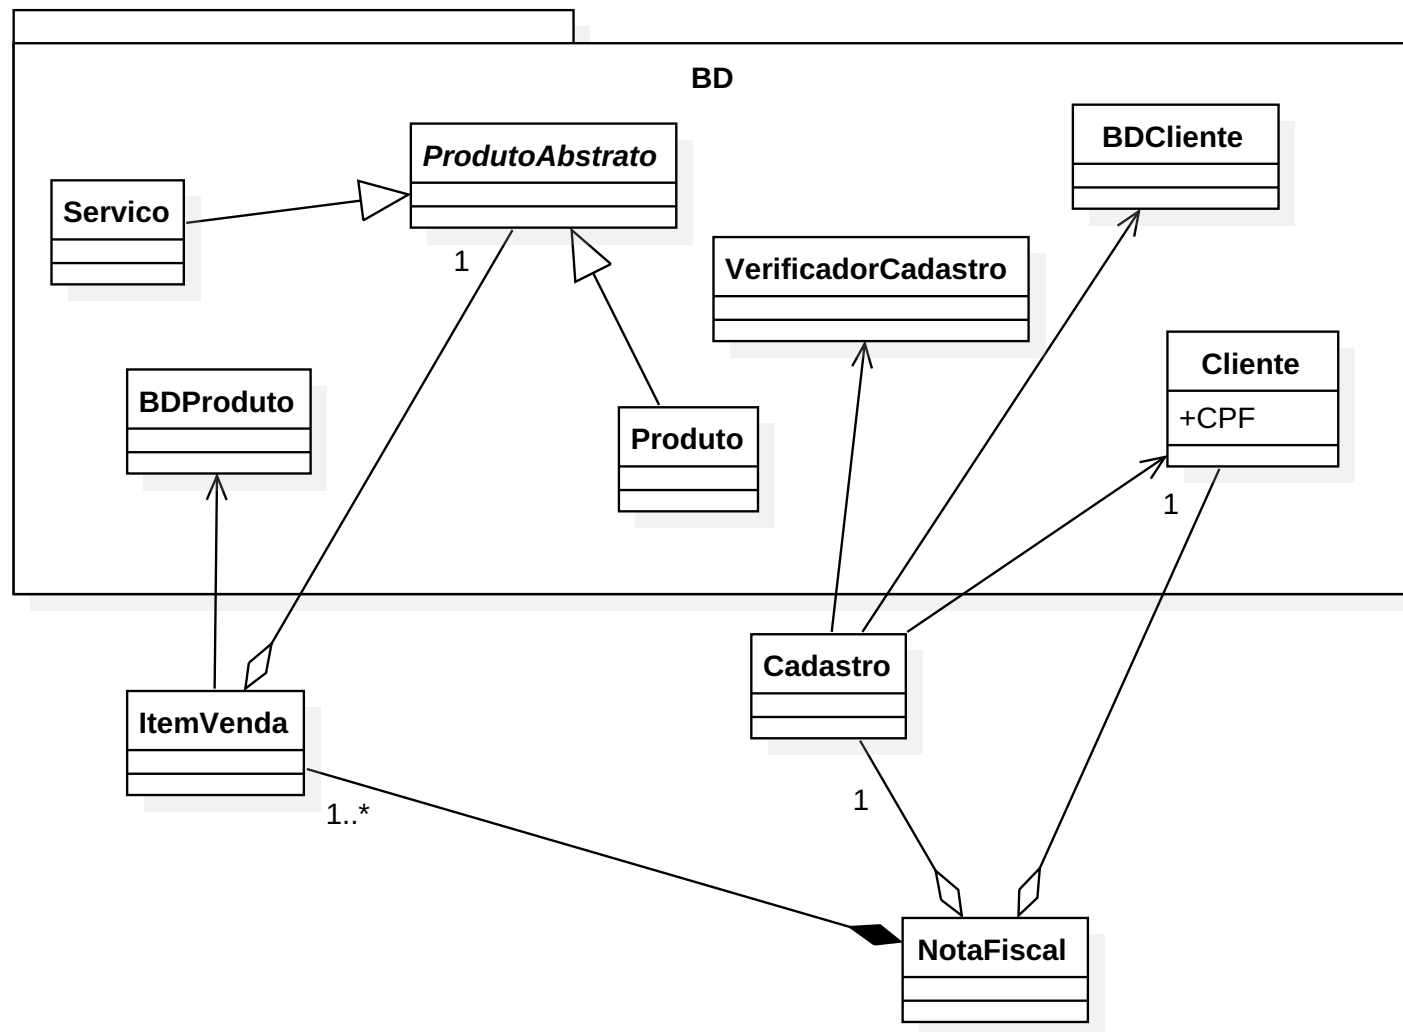 BD
BDCliente
ProdutoAbstrato
Servico
1
VerificadorCadastro
Cliente
+CPF
BDProduto
Produto
1
Cadastro
ItemVenda
1
1..*
NotaFiscal